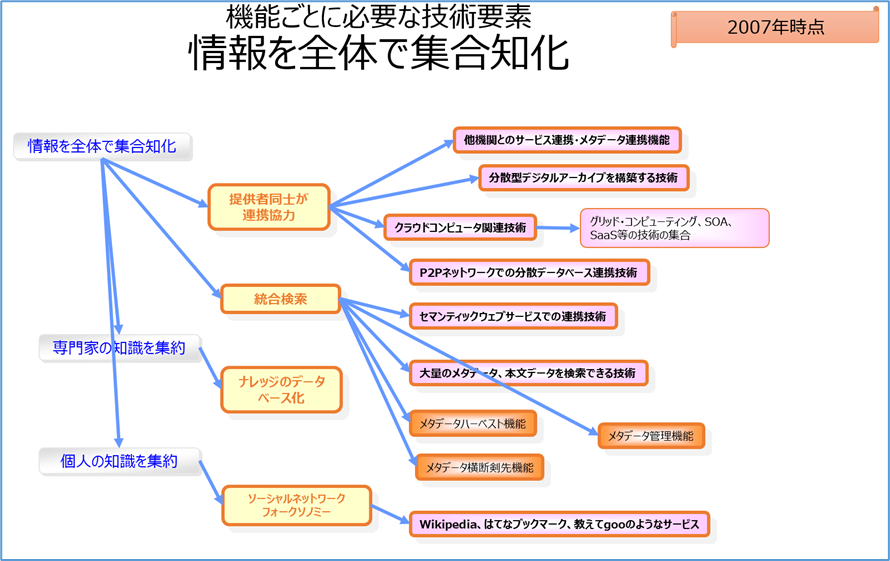 機能ごとに必要な技術要素
情報を全体で集合知化
2007年時点
情報を全体で集合知化
提供者同士が
連携協力
他機関とのサービス連携・メタデータ連携機能
分散型デジタルアーカイブを構築する技術
クラウドコンピュータ関連技術
グリッド・コンピューティング、SOA、
SaaS等の技術の集合
P2Pネットワークでの分散データベース連携技術
統合検索
セマンティックウェブサービスでの連携技術
大量のメタデータ、本文データを検索できる技術
メタデータハーベスト機能
メタデータ管理機能
メタデータ横断剣先機能
専門家の知識を集約
ナレッジのデータ
ベース化
個人の知識を集約
ソーシャルネットワーク
フォークソノミー
Wikipedia、はてなブックマーク、教えてgooのようなサービス